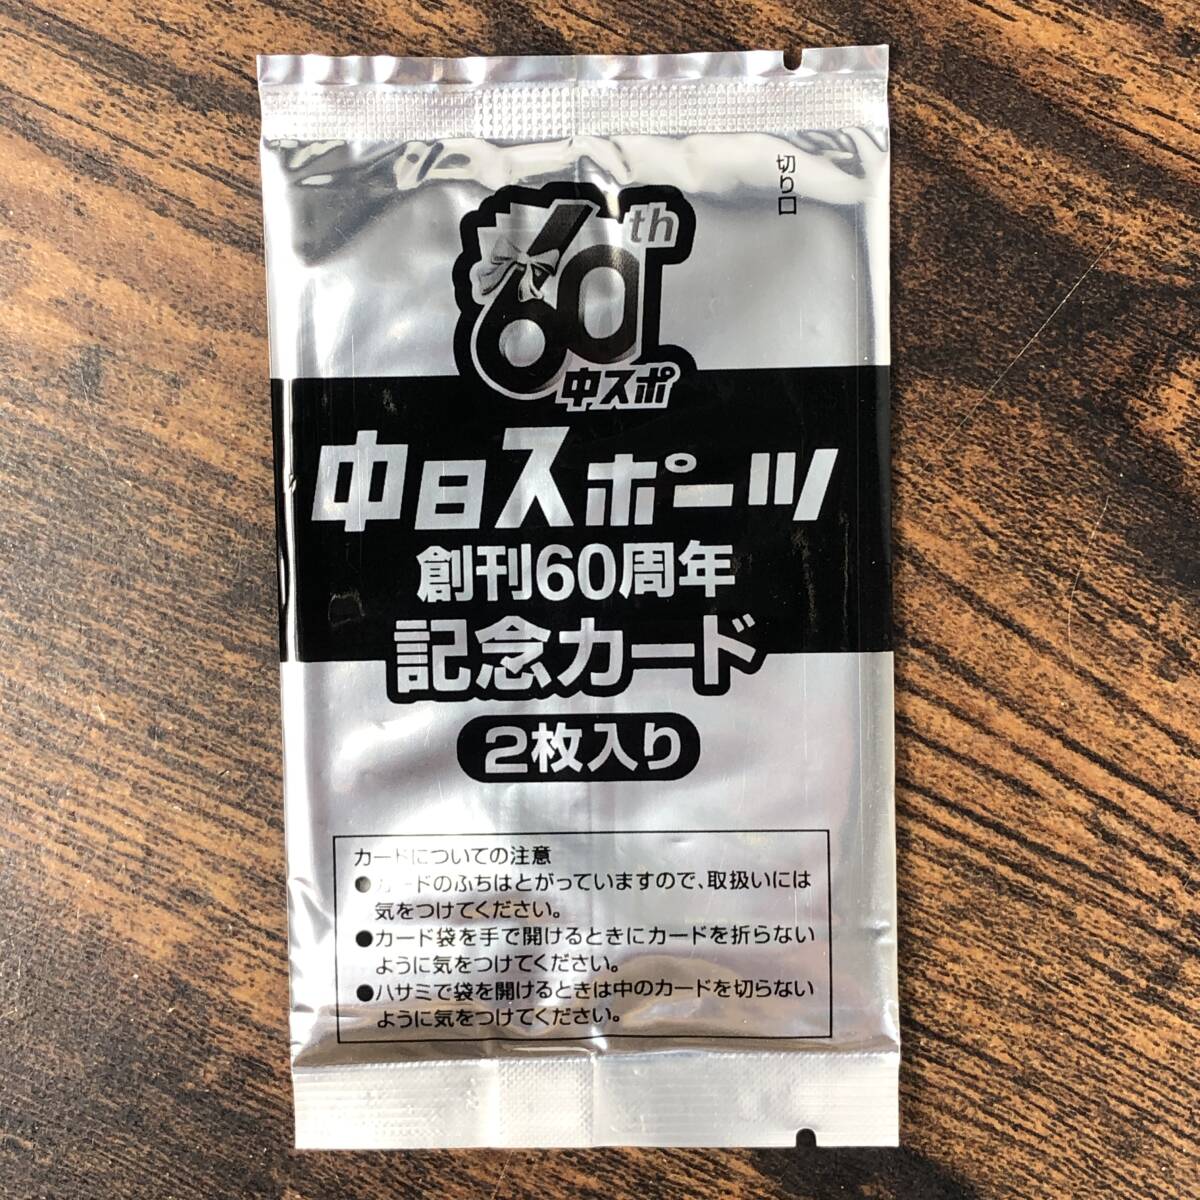 切り口
60th
中スポ
中日スポーツ
創刊60周年
記念カード
2枚入り
カードについての注意
●カードのふちはとがっていますので、取扱いには
気をつけてください。
●カード袋を手で開けるときにカードを折らない
ように気をつけてください。
●ハサミで袋を開けるときは中のカードを切らない
ように気をつけてください。